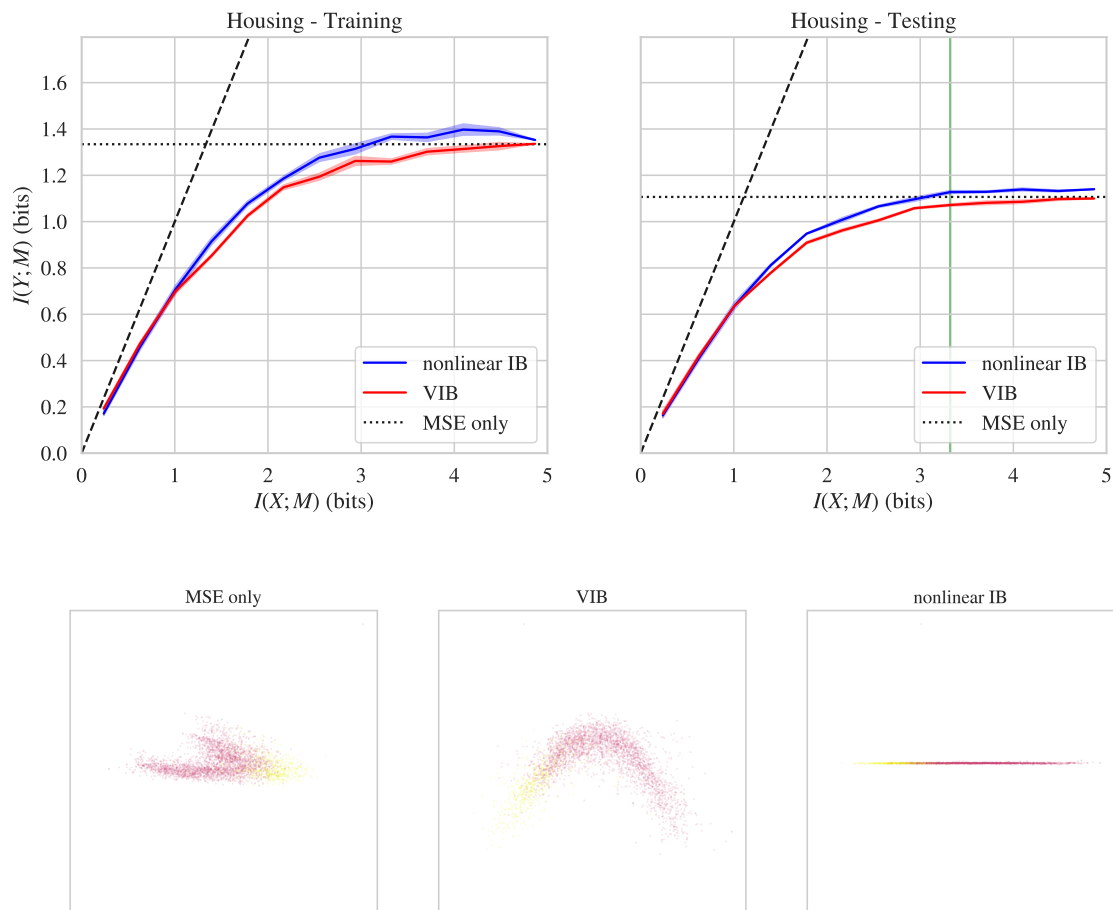 Housing - Training
1.6
1.4
1.2
1.0
0.8
0.6
0.4
0.2
0.0
I(Y; M) (bits)
nonlinear IB
VIB
MSE only
0 1 2 3 4 5
I(X; M) (bits)
Housing - Testing
nonlinear IB
VIB
MSE only
0 1 2 3 4 5
I(X; M) (bits)
MSE only
VIB
nonlinear IB